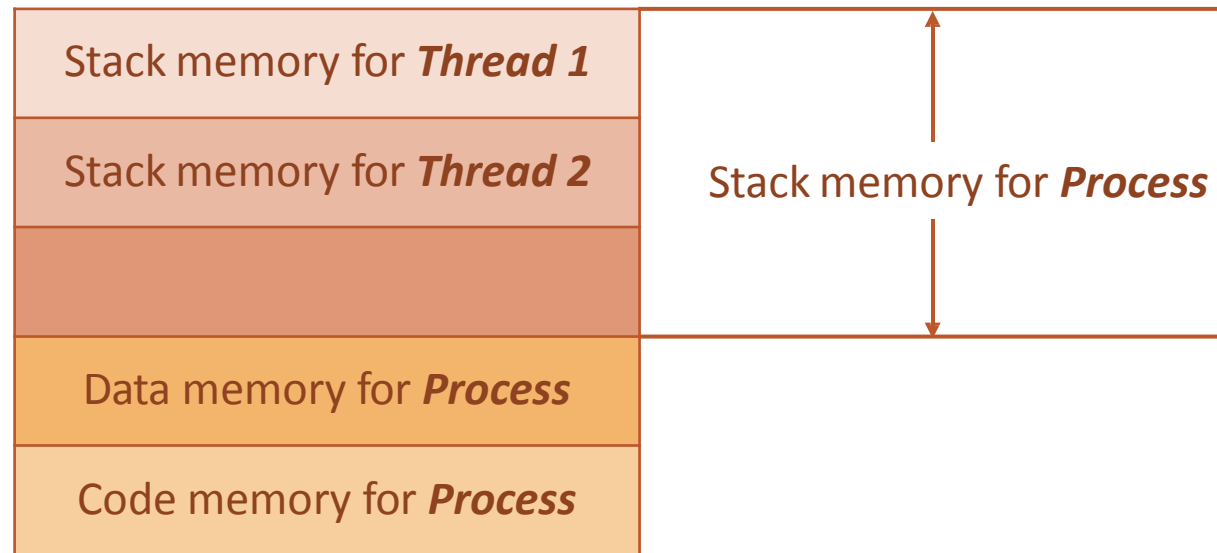 Stack memory for Thread 1
Stack memory for Thread 2
Stack memory for Process
Data memory for Process
Code memory for Process